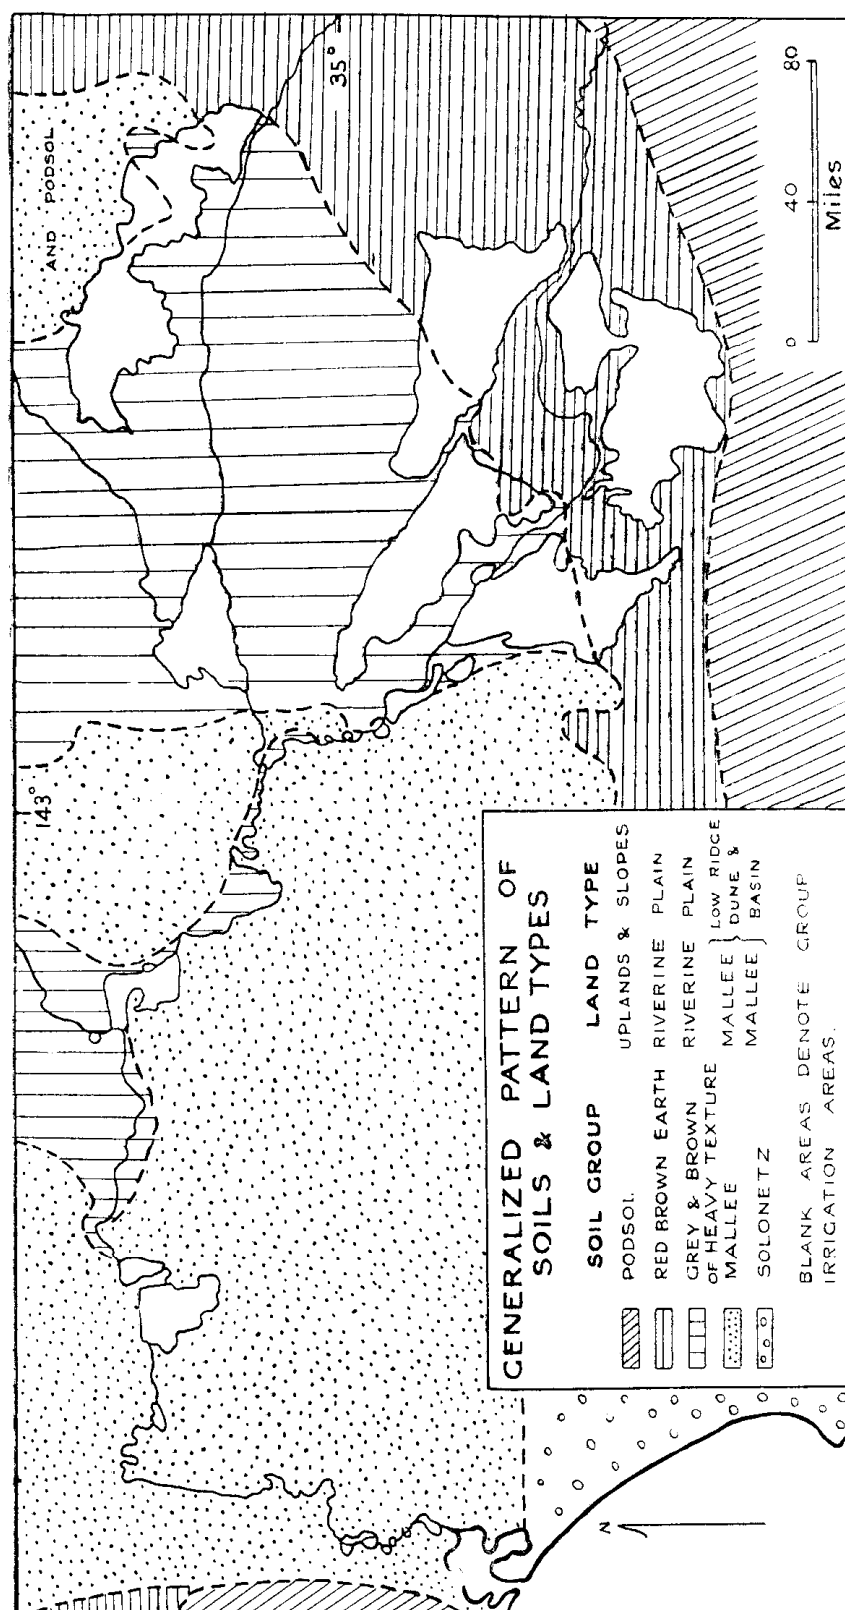 AND PODSOL
35°
143°
80
40
0
Miles
N
GENERALIZED PATTERN OF
SOILS & LAND TYPES
SOIL GROUP LAND TYPE
PODSOL UPLANDS & SLOPES
RED BROWN EARTH RIVERINE PLAIN
GREY & BROWN RIVERINE PLAIN
OF HEAVY TEXTURE
MALLEE MALLEE } LOW RIDGE
DUNE &
SOLONETZ MALLEE } BASIN
BLANK AREAS DENOTE GROUP
IRRIGATION AREAS.